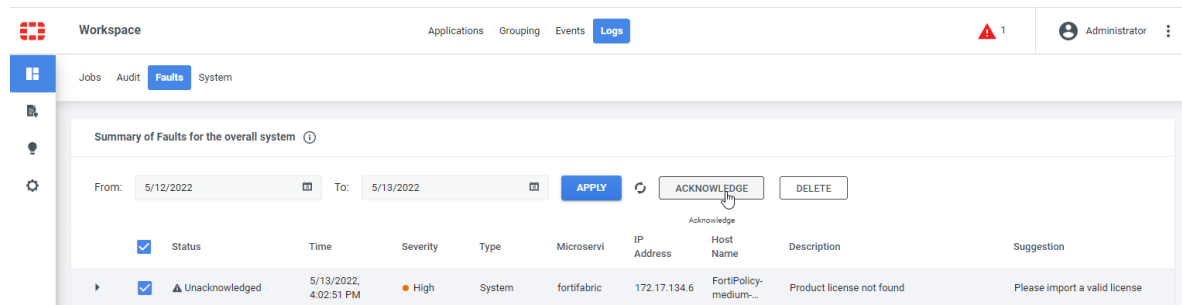 Workspace
Applications Grouping Events Logs
1
Administrator
Jobs Audit Faults System
Summary of Faults for the overall system
From: 5/12/2022 To: 5/13/2022 APPLY ACKNOWLEDGE DELETE
Acknowledge
Status Time Severity Type Microservi IP Address Host Name Description Suggestion
Unacknowledged 5/13/2022, 4:02:51 PM High System fortifabric 172.17.134.6 FortiPolicy-medium-... Product license not found Please import a valid license